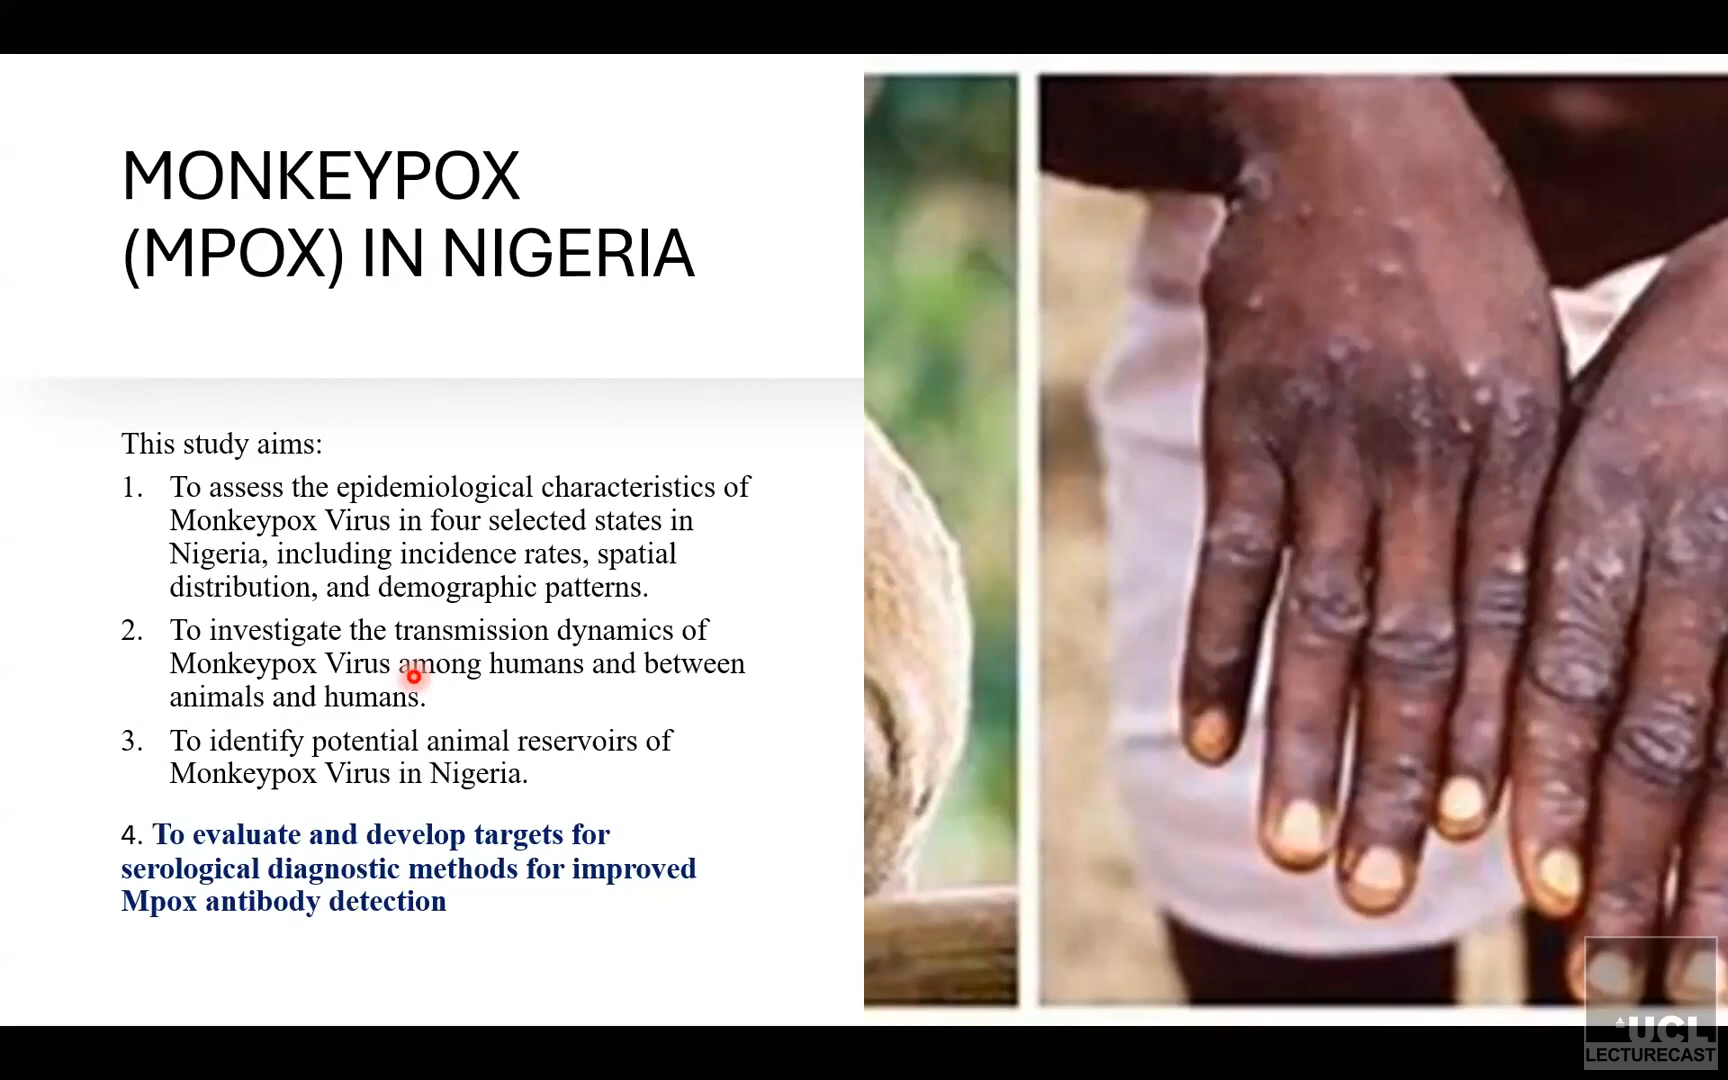 MONKEYPOX
(MPOX) IN NIGERIA
This study aims:
1. To assess the epidemiological characteristics of
Monkeypox Virus in four selected states in
Nigeria, including incidence rates, spatial
distribution, and demographic patterns.
2. To investigate the transmission dynamics of
Monkeypox Virus among humans and between
animals and humans.
3. To identify potential animal reservoirs of
Monkeypox Virus in Nigeria.
4. To evaluate and develop targets for
serological diagnostic methods for improved
Mpox antibody detection
UCL
LECTURECAST